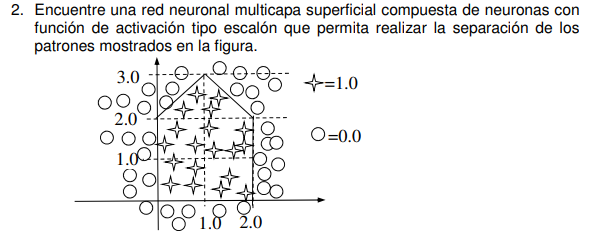 2. Encuentre una red neuronal multicapa superficial compuesta de neuronas con
función de activación tipo escalón que permita realizar la separación de los
patrones mostrados en la figura.
3.0
=1.0
2.0
=0.0
1.0
1.0 2.0